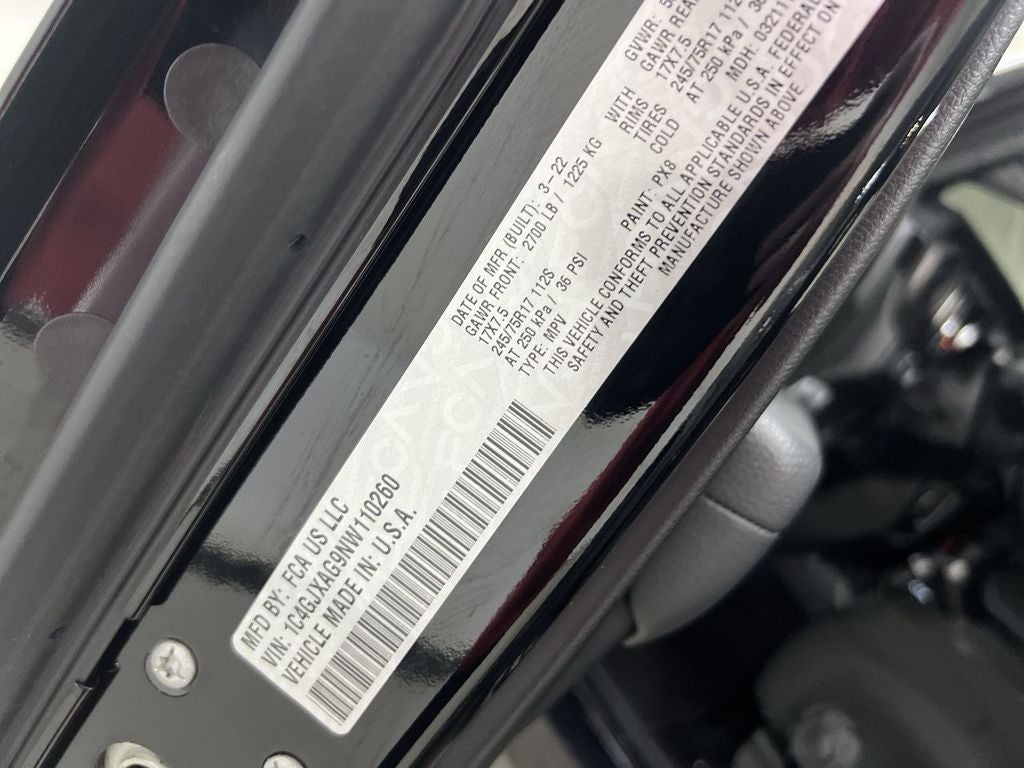 MFD BY: FCA US LLC
VIN: 1C4GJXAG9NW110260
VEHICLE MADE IN: U.S.A.
DATE OF MFR (BUILT): 3-22
GVWR:
GAWR FRONT: 2700 LB / 1225 KG WITH
GAWR REAR
17X7.5 RIMS
17X7.5
245/75R17 112S TIRES
245/75R17 112
AT 250 kPa / 36 PSI COLD
AT 250 kPa / 36
TYPE: MPV PAINT: PX8
MDH: 03211
THIS VEHICLE CONFORMS TO ALL APPLICABLE U.S.A. FEDERAL
SAFETY AND THEFT PREVENTION STANDARDS IN EFFECT ON
MANUFACTURE SHOWN ABOVE